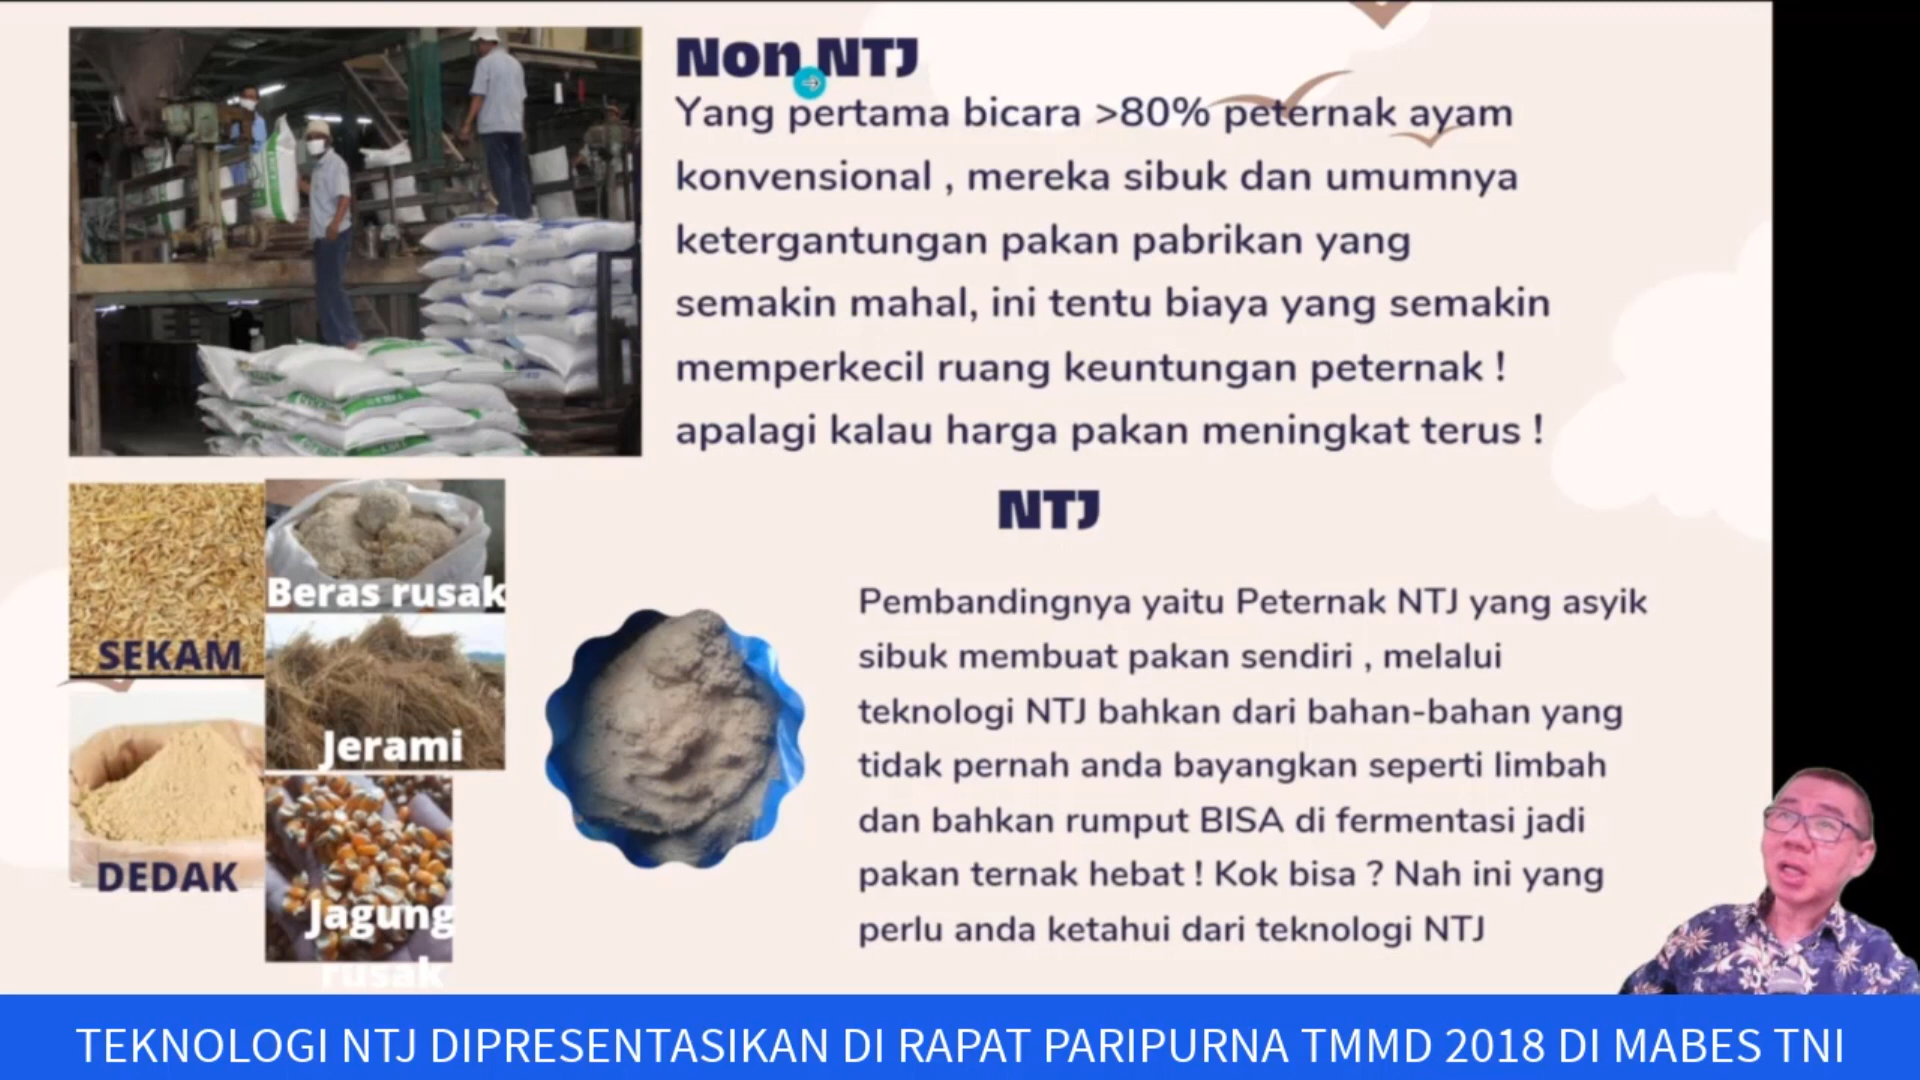 Non NTJ
Yang pertama bicara >80% peternak ayam
konvensional , mereka sibuk dan umumnya
ketergantungan pakan pabrikan yang
semakin mahal, ini tentu biaya yang semakin
memperkecil ruang keuntungan peternak !
apalagi kalau harga pakan meningkat terus !
SEKAM
Beras rusak
Jerami
DEDAK
Jagung
rusak
NTJ
Pembandingnya yaitu Peternak NTJ yang asyik
sibuk membuat pakan sendiri , melalui
teknologi NTJ bahkan dari bahan-bahan yang
tidak pernah anda bayangkan seperti limbah
dan bahkan rumput BISA di fermentasi jadi
pakan ternak hebat ! Kok bisa ? Nah ini yang
perlu anda ketahui dari teknologi NTJ
TEKNOLOGI NTJ DIPRESENTASIKAN DI RAPAT PARIPURNA TMMD 2018 DI MABES TNI